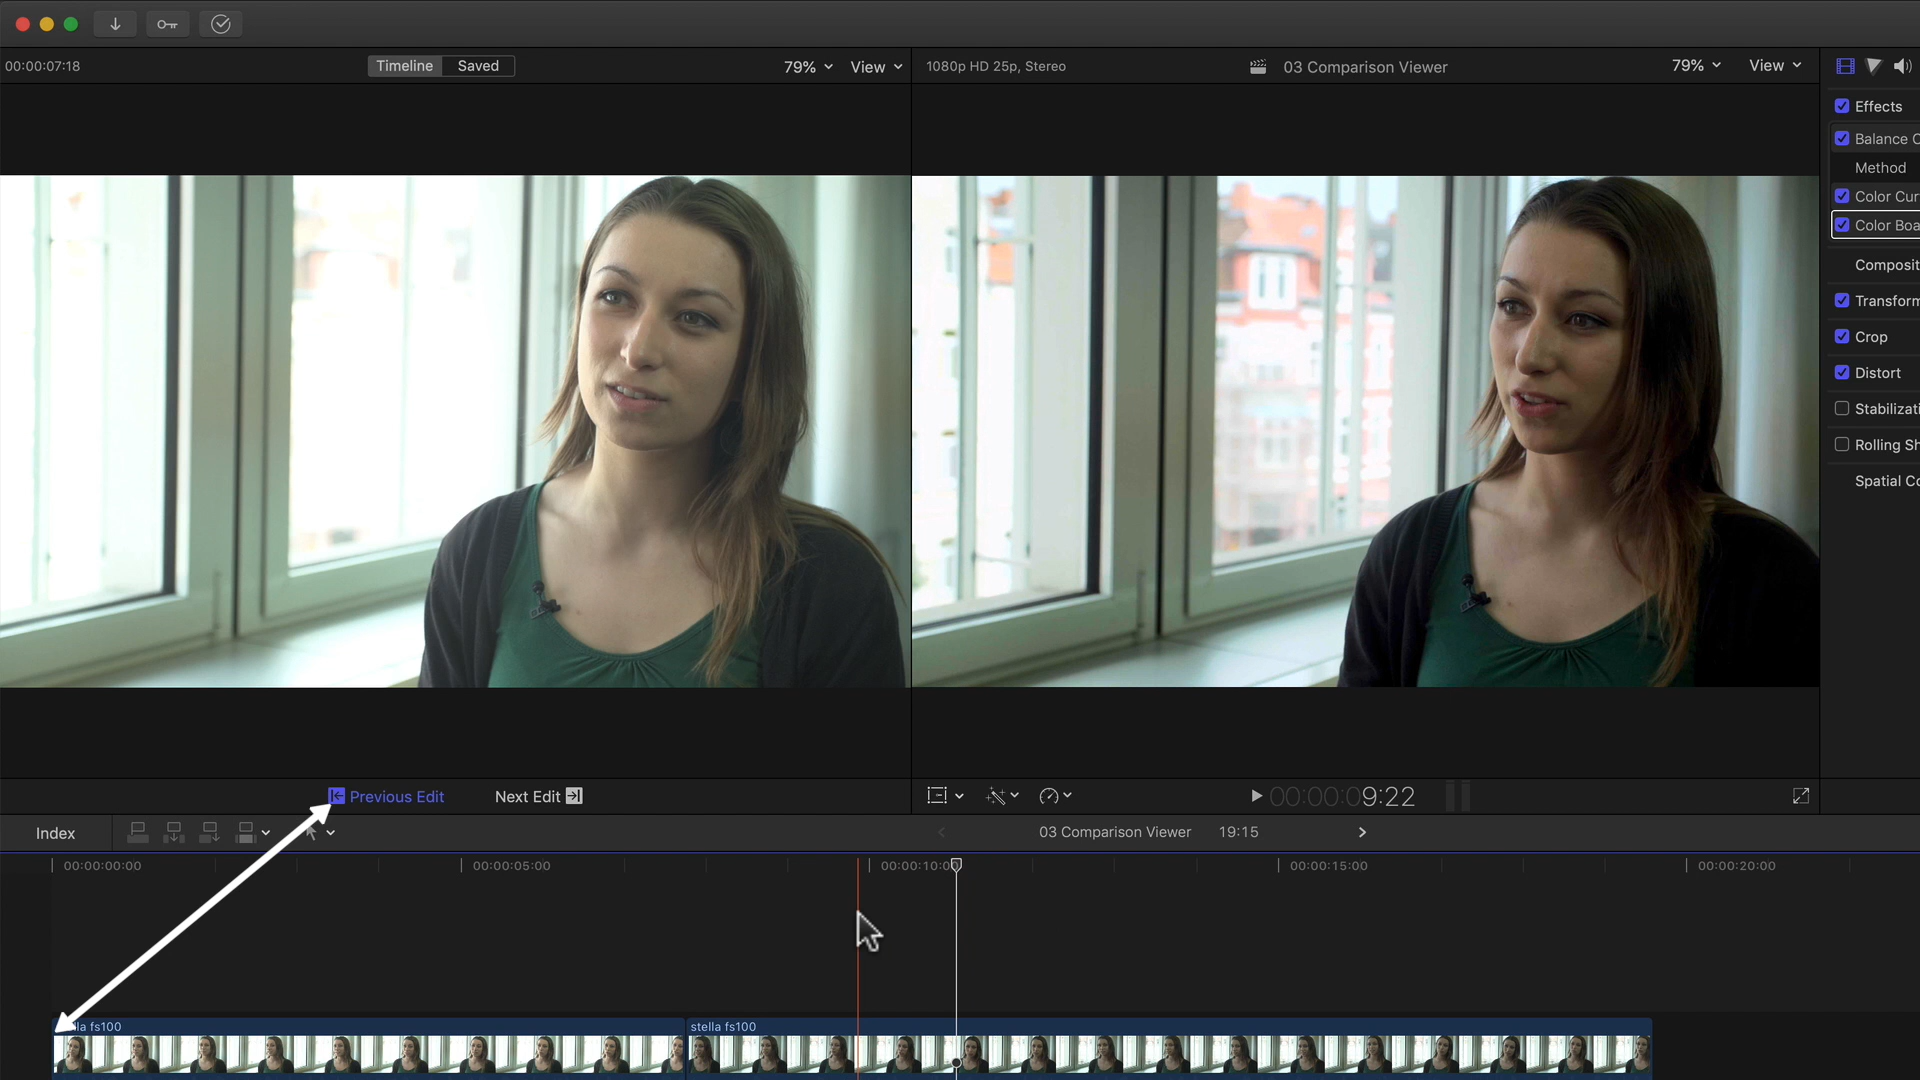 00:00:07:18
Timeline Saved
79% View
1080p HD 25p, Stereo
03 Comparison Viewer
79% View
Effects
Balance C
Method
Color Cur
Color Boa
Composit
Transform
Crop
Distort
Stabilizati
Rolling Sh
Spatial Co
Previous Edit
Next Edit
00:00:09:22
Index
03 Comparison Viewer 19:15
00:00:00:00
00:00:05:00
00:00:10:00
00:00:15:00
00:00:20:00
lla fs100
stella fs100